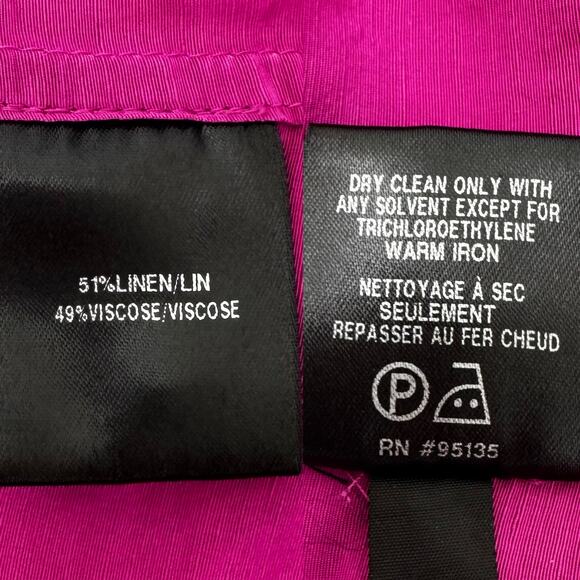 51%LINEN/LIN
49%VISCOSE/VISCOSE
DRY CLEAN ONLY WITH
ANY SOLVENT EXCEPT FOR
TRICHLOROETHYLENE
WARM IRON
NETTOYAGE À SEC
SEULEMENT
REPASSER AU FER CHEUD
P
RN #95135